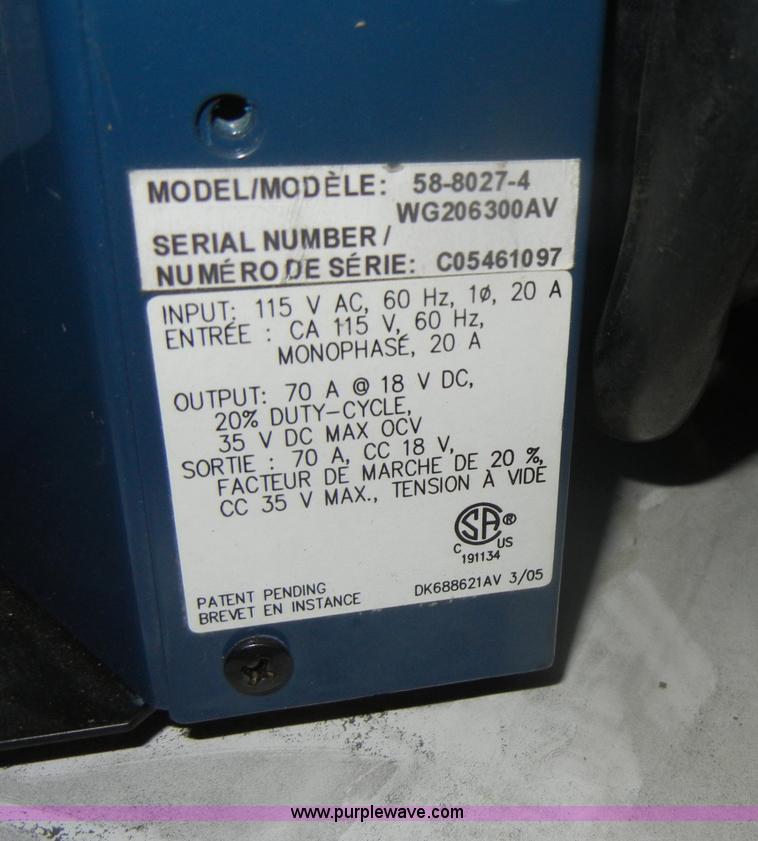 MODEL/MODÈLE: 58-8027-4
WG206300AV
SERIAL NUMBER /
NUMÉRO DE SÉRIE: C05461097
INPUT: 115 V AC, 60 Hz, 1ø, 20 A
ENTRÉE : CA 115 V, 60 Hz,
MONOPHASÉ, 20 A
OUTPUT: 70 A @ 18 V DC,
20% DUTY-CYCLE,
35 V DC MAX OCV
SORTIE : 70 A, CC 18 V,
FACTEUR DE MARCHE DE 20 %,
CC 35 V MAX., TENSION À VIDE
CSA®
C US
191134
PATENT PENDING
BREVET EN INSTANCE
DK688621AV 3/05
www.purplewave.com